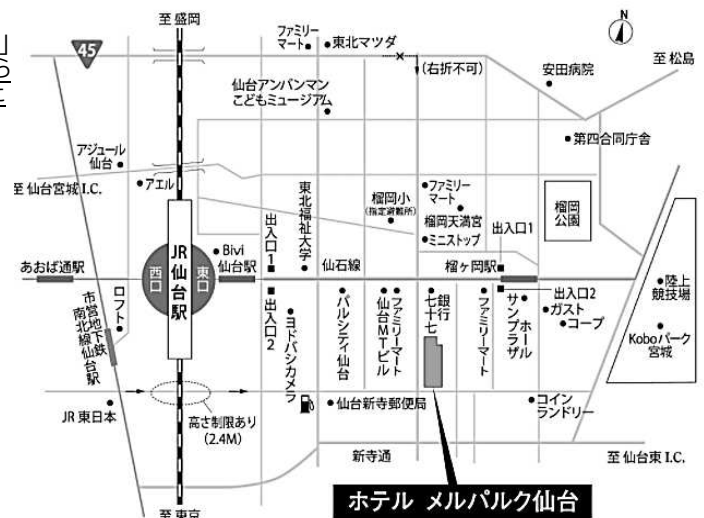 至 盛岡
N
45
ファミリー
マート
東北マツダ
(右折不可)
至 松島
安田病院
仙台アンパンマン
こどもミュージアム
第四合同庁舎
アジュール
仙台
至 仙台宮城 I.C.
アエル
東北福祉大学
榴岡小
(指定避難所)
ファミリー
マート
榴岡天満宮
ミニストップ
榴岡
公園
出入口1
出入口1
Bivi
仙台駅
あおば通駅
西口
JR仙台駅
東口
仙石線
榴ヶ岡駅
陸上
競技場
Koboパーク
宮城
市営地下鉄
南北線仙台駅
ロフト
出入口2
ヨドバシカメラ
パルシティ仙台
仙台MTビル
ファミリーマート
七十七
銀行
ファミリーマート
サンプラザ
ホール
出入口2
ガスト
コープ
JR 東日本
高さ制限あり
(2.4M)
仙台新寺郵便局
コイン
ランドリー
新寺通
至 仙台東 I.C.
ホテル メルパルク仙台
至 東京